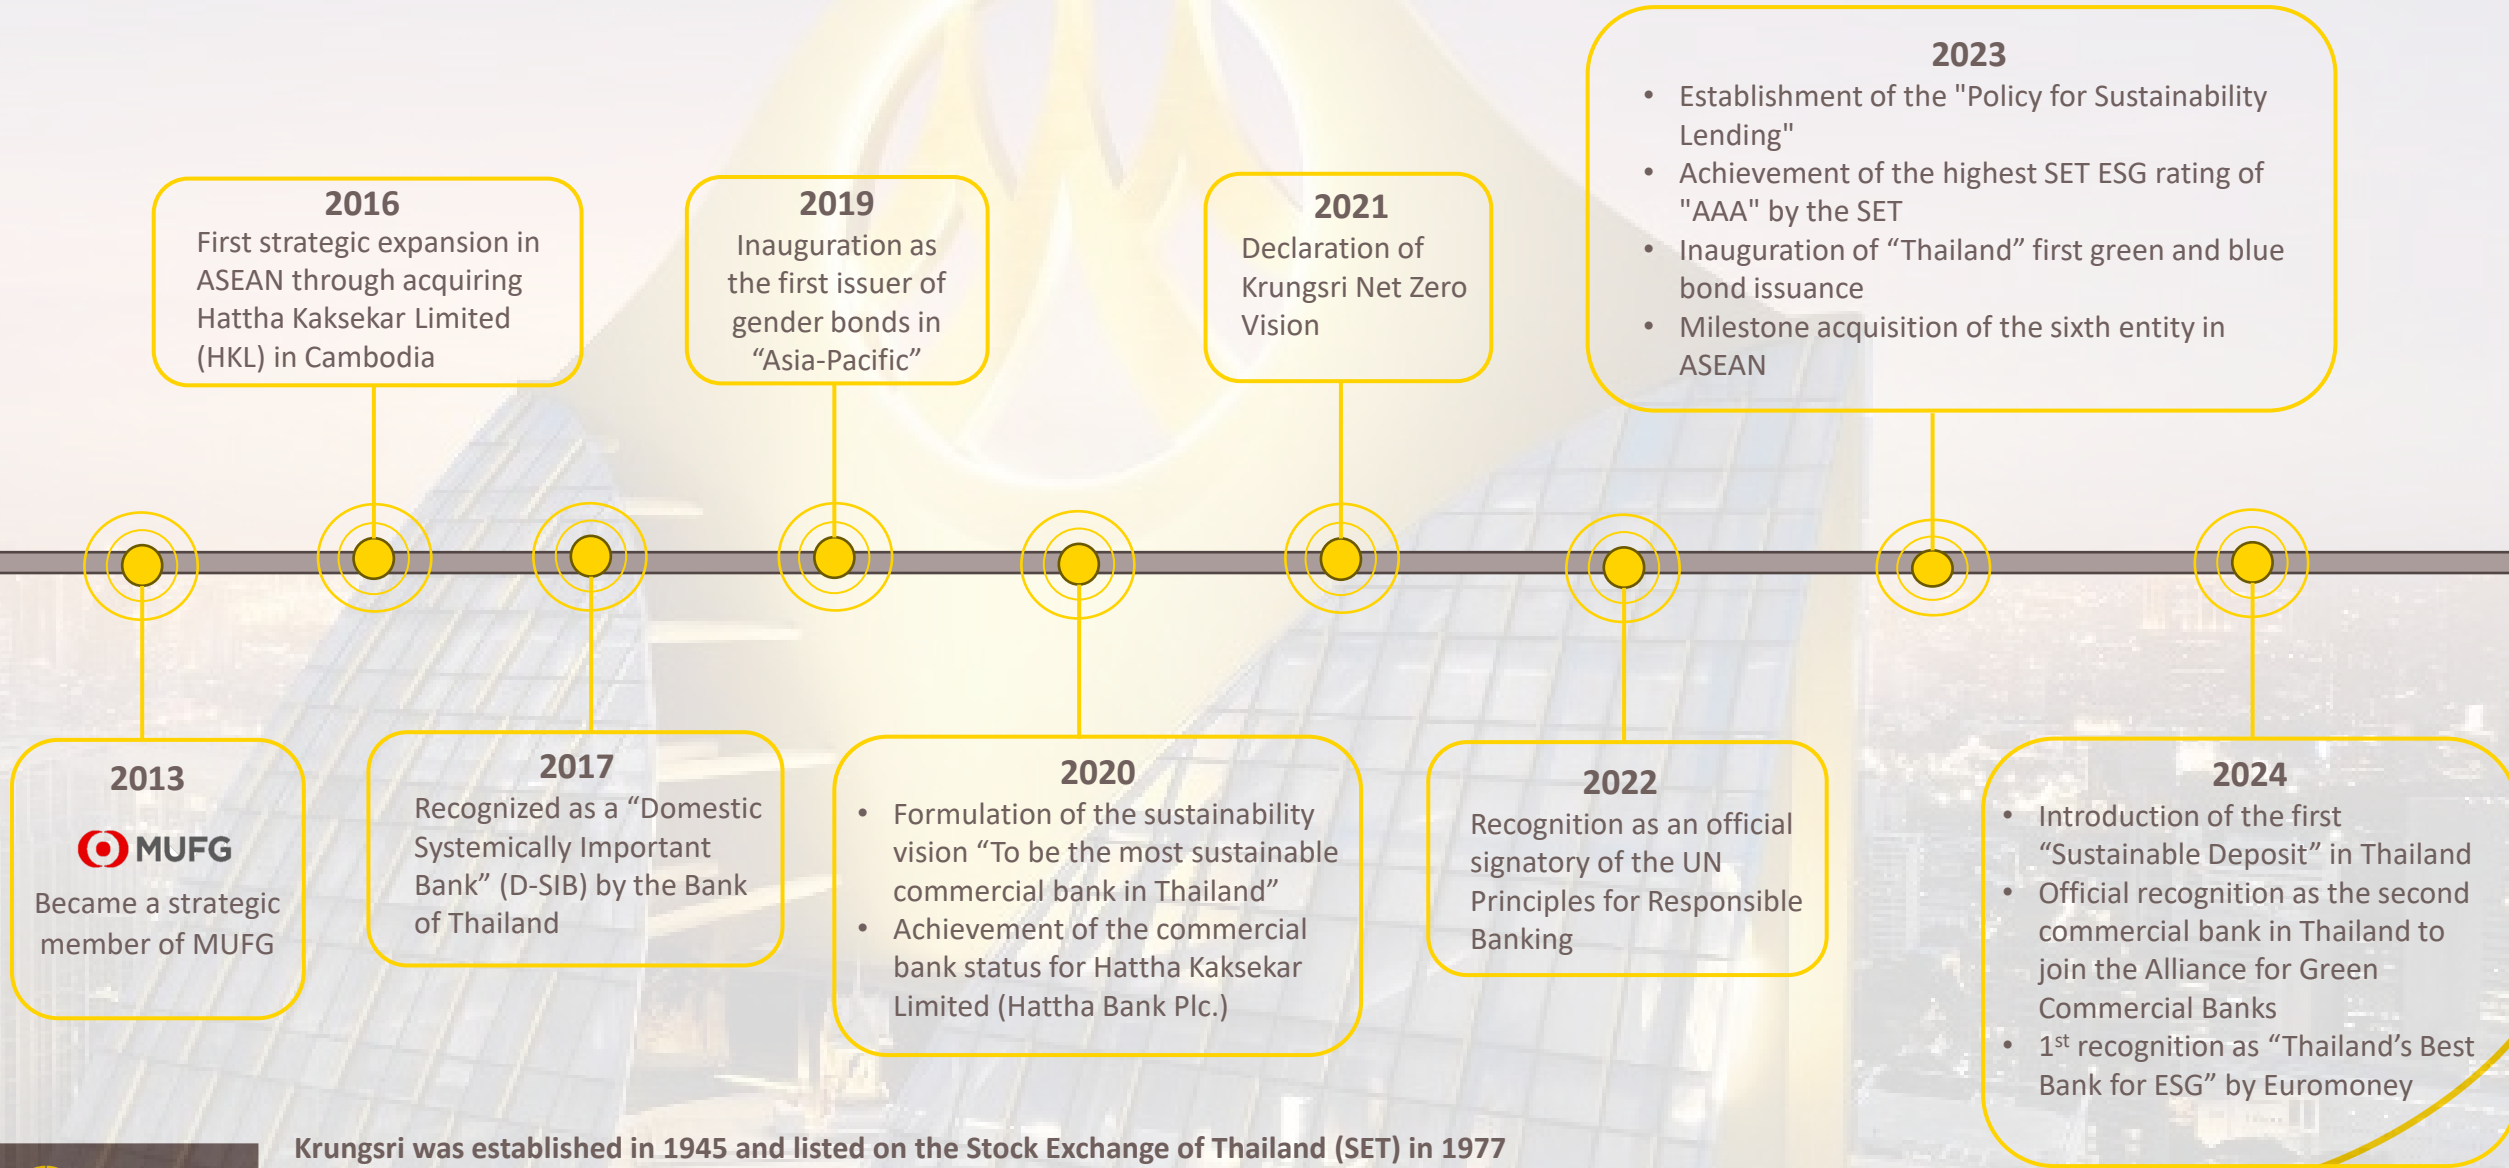 2013
MUFG
Became a strategic
member of MUFG
2016
First strategic expansion in
ASEAN through acquiring
Hattha Kaksekar Limited
(HKL) in Cambodia
2017
Recognized as a “Domestic
Systemically Important
Bank” (D-SIB) by the Bank
of Thailand
2019
Inauguration as
the first issuer of
gender bonds in
“Asia-Pacific”
2020
• Formulation of the sustainability
vision “To be the most sustainable
commercial bank in Thailand”
• Achievement of the commercial
bank status for Hattha Kaksekar
Limited (Hattha Bank Plc.)
2021
Declaration of
Krungsri Net Zero
Vision
2022
Recognition as an official
signatory of the UN
Principles for Responsible
Banking
2023
• Establishment of the "Policy for Sustainability
Lending"
• Achievement of the highest SET ESG rating of
"AAA" by the SET
• Inauguration of “Thailand” first green and blue
bond issuance
• Milestone acquisition of the sixth entity in
ASEAN
2024
• Introduction of the first
“Sustainable Deposit” in Thailand
• Official recognition as the second
commercial bank in Thailand to
join the Alliance for Green
Commercial Banks
• 1st recognition as “Thailand’s Best
Bank for ESG” by Euromoney
Krungsri was established in 1945 and listed on the Stock Exchange of Thailand (SET) in 1977